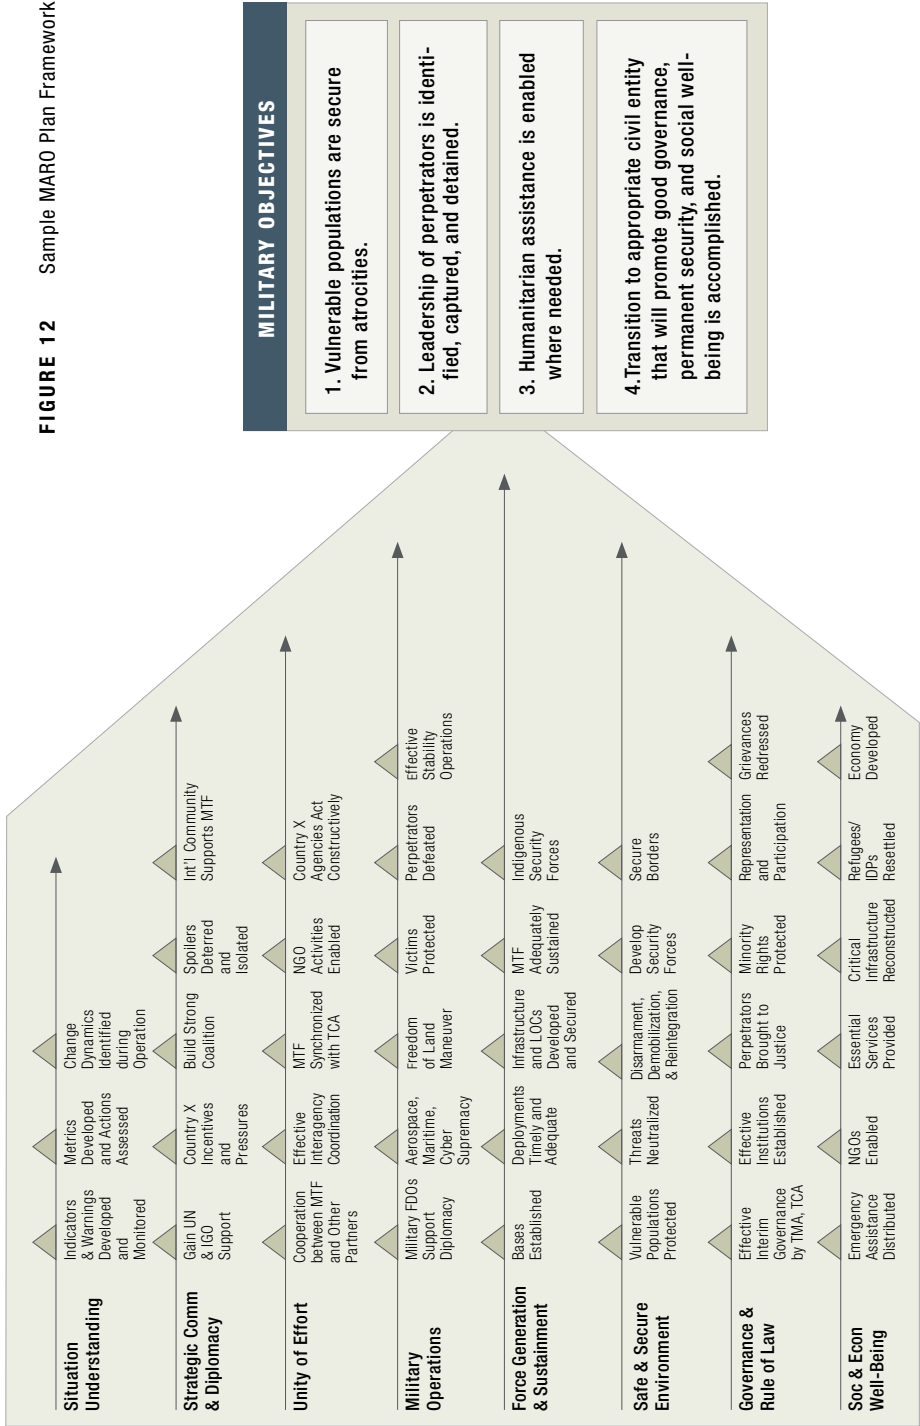 FIGURE 12 Sample MARO Plan Framework
Situation
Understanding
Indicators
& Warnings
Developed
and
Monitored
Metrics
Developed
and Actions
Assessed
Change
Dynamics
Identified
during
Operation
Strategic Comm
& Diplomacy
Gain UN
& IGO
Support
Country X
Incentives
and
Pressures
Build Strong
Coalition
Spoilers
Deterred
and
Isolated
Int'l Community
Supports MTF
Unity of Effort
Cooperation
between MTF
and Other
Partners
Effective
Interagency
Coordination
MTF
Synchronized
with TCA
NGO
Activities
Enabled
Country X
Agencies Act
Constructively
Military
Operations
Military FDOs
Support
Diplomacy
Aerospace,
Maritime,
Cyber
Supremacy
Freedom
of Land
Maneuver
Victims
Protected
Perpetrators
Defeated
Effective
Stability
Operations
Force Generation
& Sustainment
Bases
Established
Deployments
Timely and
Adequate
Infrastructure
and LOCs
Developed
and Secured
MTF
Adequately
Sustained
Indigenous
Security
Forces
Safe & Secure
Environment
Vulnerable
Populations
Protected
Threats
Neutralized
Disarmament,
Demobilization,
& Reintegration
Develop
Security
Forces
Secure
Borders
Governance &
Rule of Law
Effective
Interim
Governance
by TMA, TCA
Effective
Institutions
Established
Perpetrators
Brought to
Justice
Minority
Rights
Protected
Representation
and
Participation
Grievances
Redressed
Soc & Econ
Well-Being
Emergency
Assistance
Distributed
NGOs
Enabled
Essential
Services
Provided
Critical
Infrastructure
Reconstructed
Refugees/
IDPs
Resettled
Economy
Developed
MILITARY OBJECTIVES
1. Vulnerable populations are secure
from atrocities.
2. Leadership of perpetrators is identi-
fied, captured, and detained.
3. Humanitarian assistance is enabled
where needed.
4.Transition to appropriate civil entity
that will promote good governance,
permanent security, and social well-
being is accomplished.